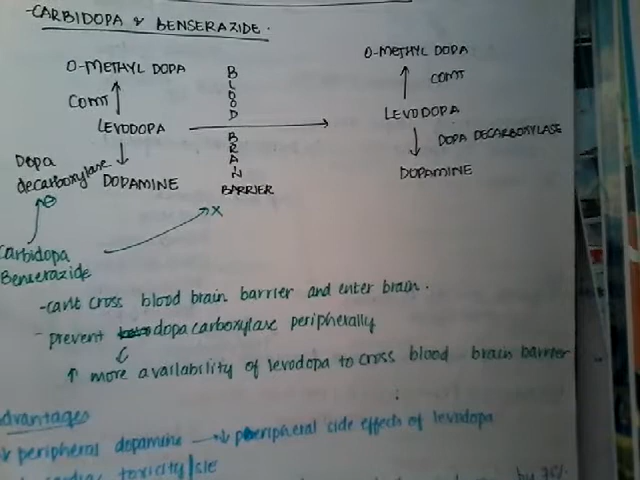 -CARBIDOPA & BENSERAZIDE.
O-METHYL DOPA
COMT
LEVODOPA
Dopa
decarboxylase
DOPAMINE
BLOOD
BRAIN
BARRIER
O-METHYL DOPA
COMT
LEVODOPA
DOPA DECARBOXYLASE
DOPAMINE
⊖
x
Carbidopa
Benserazide
-cant cross blood brain barrier and enter brain.
- prevent dopa carboxylase peripherally
↑ more availability of levodopa to cross blood brain barrier
dvantages
↓ peripheral dopamine → ↓ peripheral side effects of levodopa
toxicity/s/e
by 75%